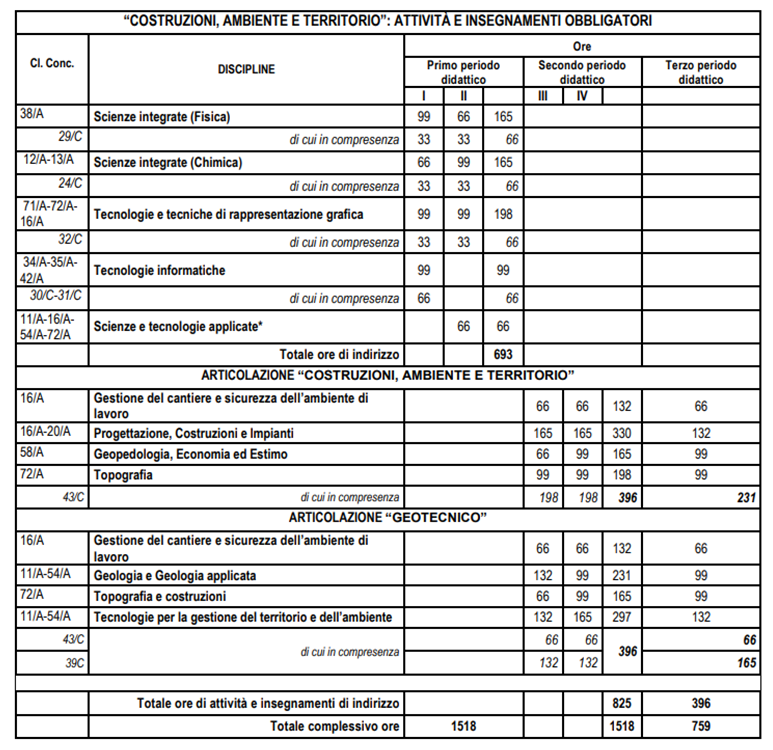 “COSTRUZIONI, AMBIENTE E TERRITORIO”: ATTIVITÀ E INSEGNAMENTI OBBLIGATORI
Cl. Conc. DISCIPLINE Ore
Primo periodo didattico Secondo periodo didattico Terzo periodo didattico
I II III IV
38/A Scienze integrate (Fisica) 99 66 165
29/C di cui in compresenza 33 33 66
12/A-13/A Scienze integrate (Chimica) 66 99 165
24/C di cui in compresenza 33 33 66
71/A-72/A-16/A Tecnologie e tecniche di rappresentazione grafica 99 99 198
32/C di cui in compresenza 33 33 66
34/A-35/A-42/A Tecnologie informatiche 99 99
30/C-31/C di cui in compresenza 66 66
11/A-16/A-54/A-72/A Scienze e tecnologie applicate* 66 66
Totale ore di indirizzo 693
ARTICOLAZIONE “COSTRUZIONI, AMBIENTE E TERRITORIO”
16/A Gestione del cantiere e sicurezza dell’ambiente di lavoro 66 66 132 66
16/A-20/A Progettazione, Costruzioni e Impianti 165 165 330 132
58/A Geopedologia, Economia ed Estimo 66 99 165 99
72/A Topografia 99 99 198 99
43/C di cui in compresenza 198 198 396 231
ARTICOLAZIONE “GEOTECNICO”
16/A Gestione del cantiere e sicurezza dell’ambiente di lavoro 66 66 132 66
11/A-54/A Geologia e Geologia applicata 132 99 231 99
72/A Topografia e costruzioni 66 99 165 99
11/A-54/A Tecnologie per la gestione del territorio e dell’ambiente 132 165 297 132
43/C di cui in compresenza 66 66 396 66
39C 132 132 165
Totale ore di attività e insegnamenti di indirizzo 825 396
Totale complessivo ore 1518 1518 759